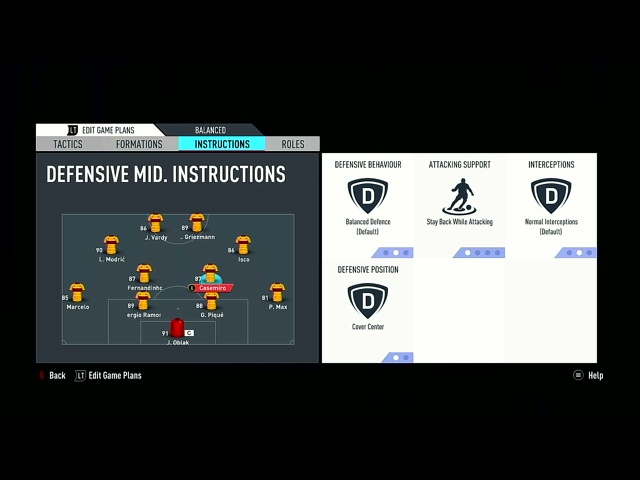 LT EDIT GAME PLANS BALANCED
TACTICS FORMATIONS INSTRUCTIONS ROLES
DEFENSIVE MID. INSTRUCTIONS
86 J. Vardy
89 Griezmann
90 L. Modrić
86 Isco
87 Fernandinho
87 Casemiro
85 Marcelo
89 ergio Ramos
88 G. Piqué
81 P. Max
91 C
J. Oblak
DEFENSIVE BEHAVIOUR
D
Balanced Defence
(Default)
ATTACKING SUPPORT
Stay Back While Attacking
INTERCEPTIONS
D
Normal Interceptions
(Default)
DEFENSIVE POSITION
D
Cover Center
Back LT Edit Game Plans
Help